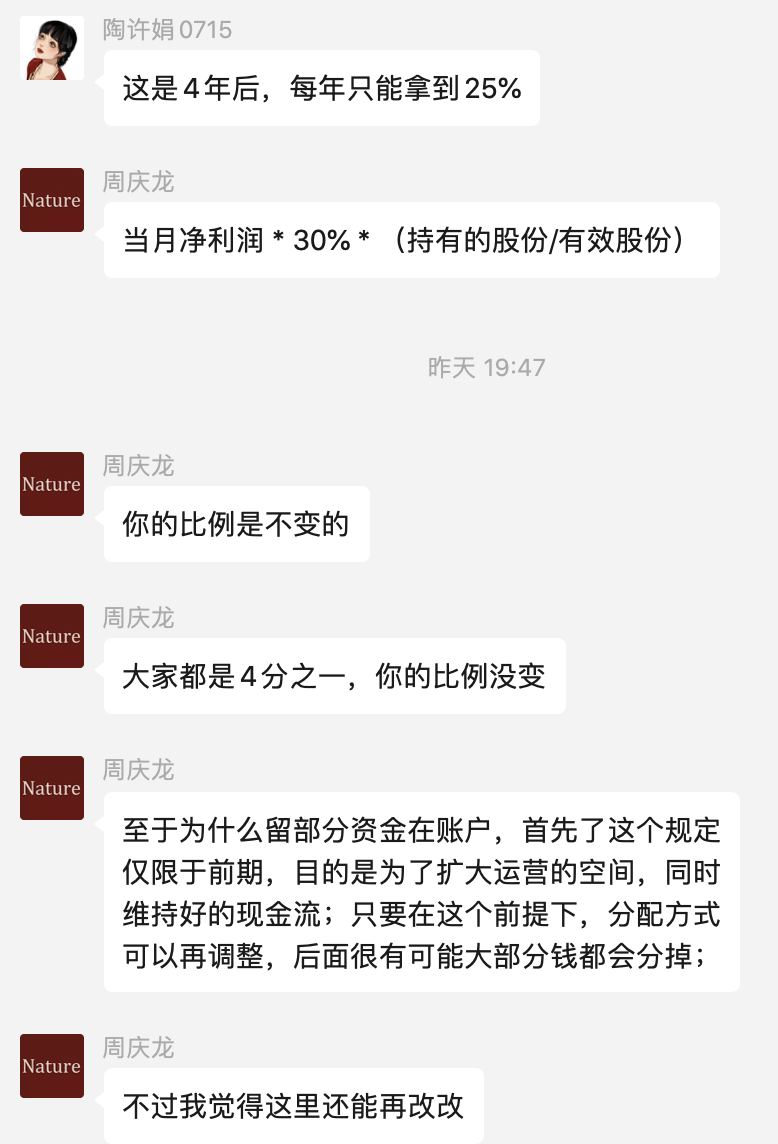 陶许娟0715
这是4年后，每年只能拿到25%
Nature
周庆龙
当月净利润 * 30% * （持有的股份/有效股份）
昨天 19:47
Nature
周庆龙
你的比例是不变的
Nature
周庆龙
大家都是4分之一，你的比例没变
Nature
周庆龙
至于为什么留部分资金在账户，首先了这个规定
仅限于前期，目的是为了扩大运营的空间，同时
维持好的现金流；只要在这个前提下，分配方式
可以再调整，后面很有可能大部分钱都会分掉；
Nature
周庆龙
不过我觉得这里还能再改改